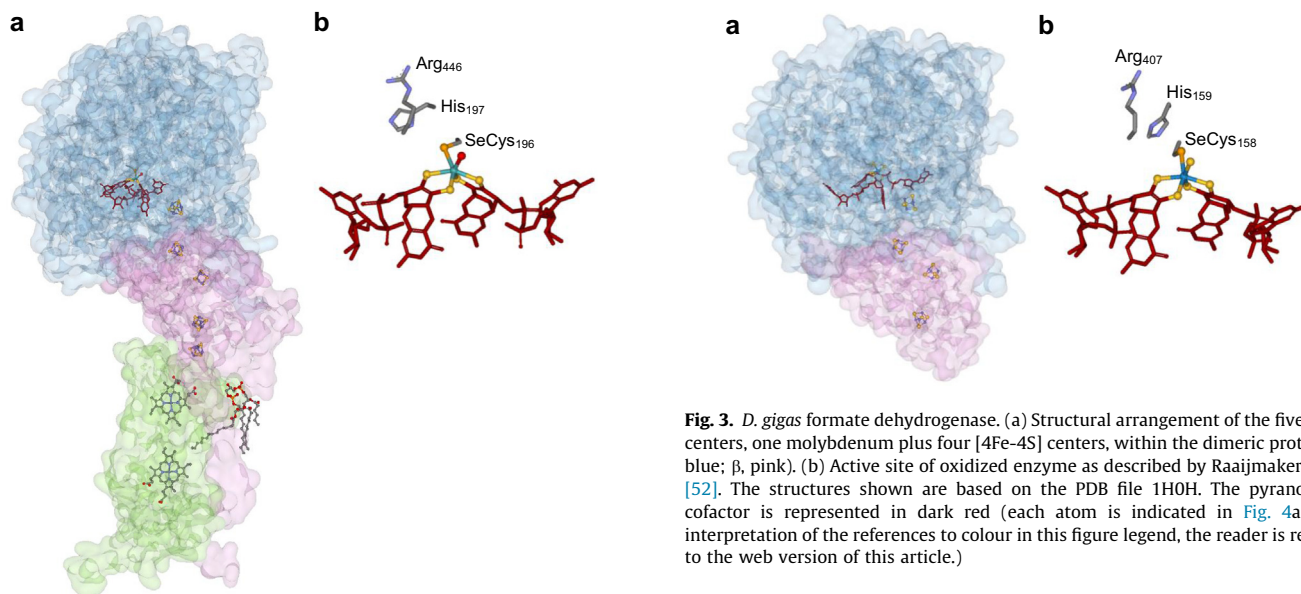 a
b
Arg446
His197
SeCys196
a
b
Arg407
His159
SeCys158
Fig. 3. D. gigas formate dehydrogenase. (a) Structural arrangement of the five
centers, one molybdenum plus four [4Fe-4S] centers, within the dimeric prot
blue; β, pink). (b) Active site of oxidized enzyme as described by Raaijmaker
[52]. The structures shown are based on the PDB file 1H0H. The pyrano
cofactor is represented in dark red (each atom is indicated in Fig. 4a
interpretation of the references to colour in this figure legend, the reader is re
to the web version of this article.)